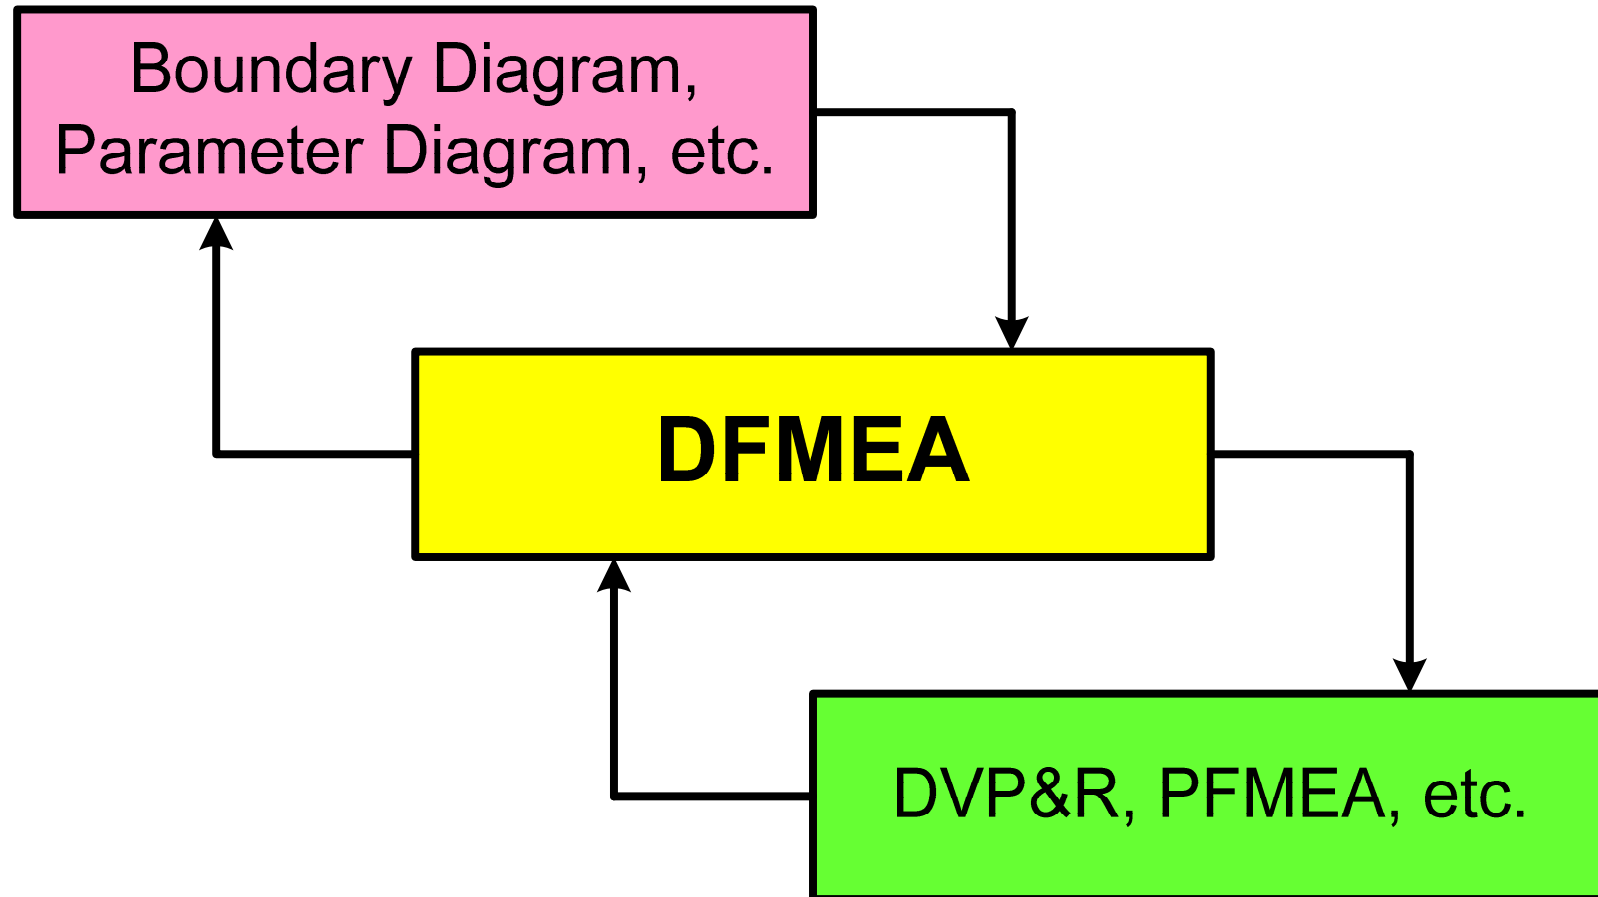 Boundary Diagram,
Parameter Diagram, etc.
DFMEA
DVP&R, PFMEA, etc.